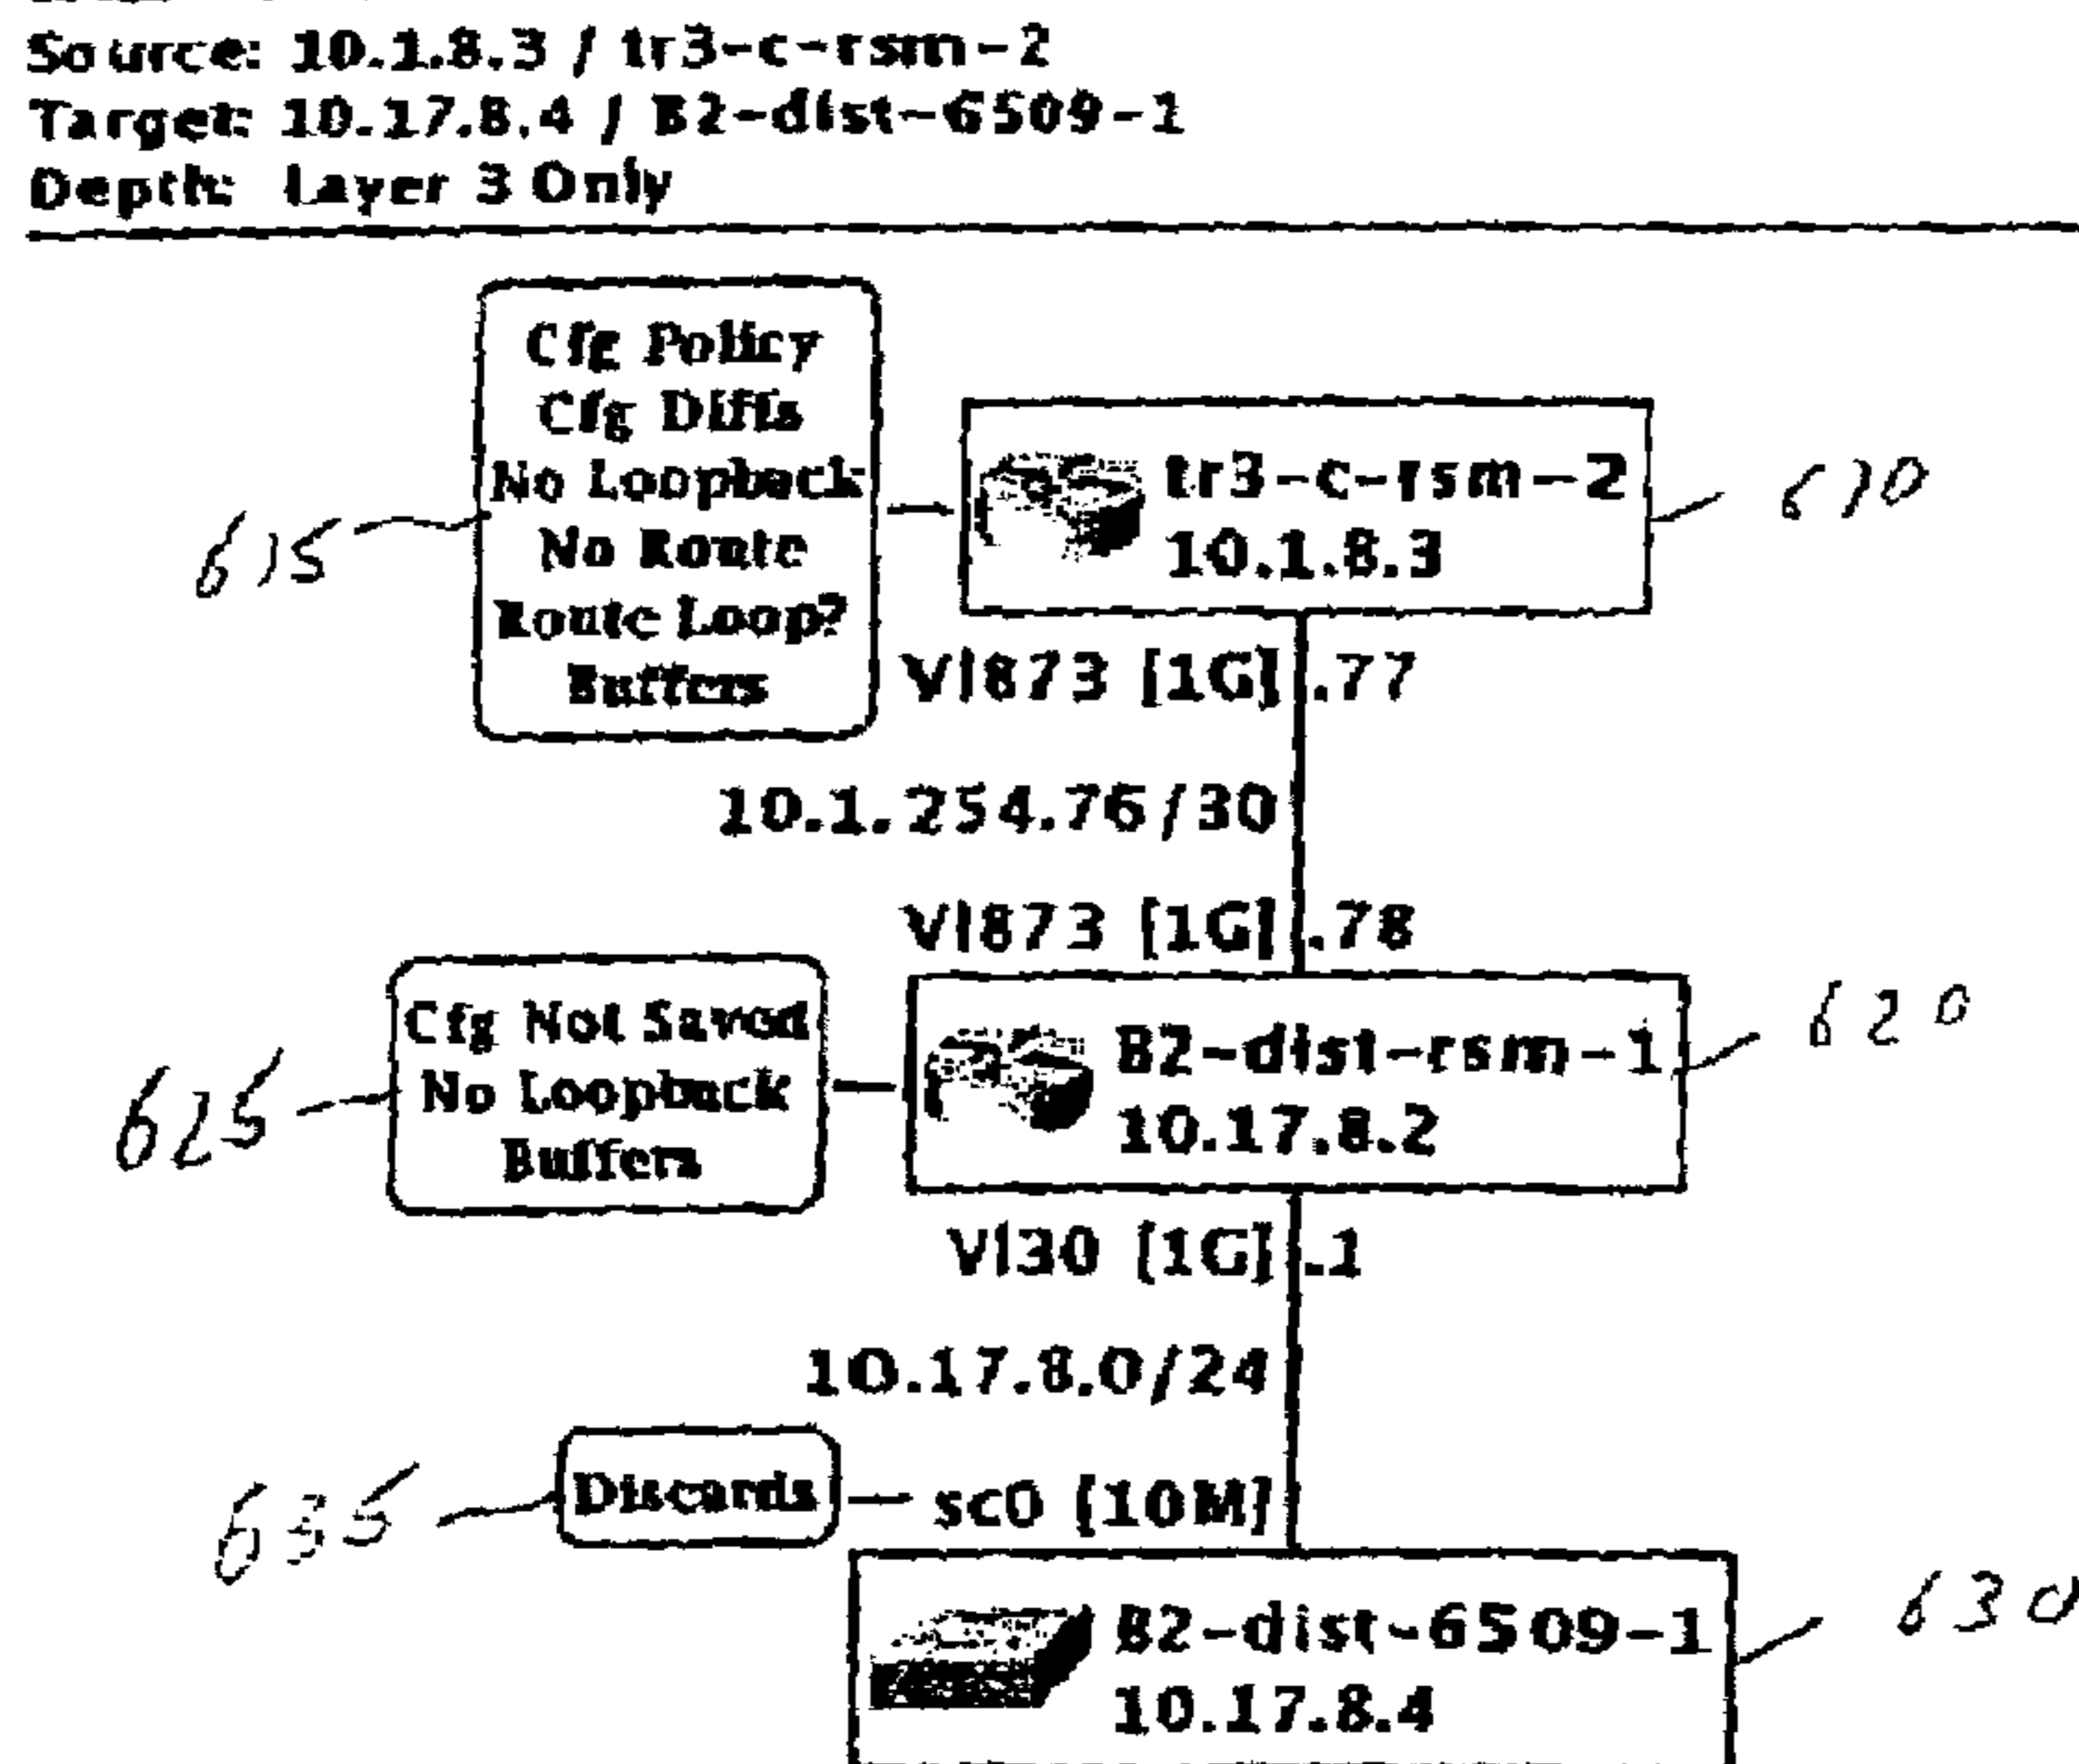 Source: 10.1.8.3 / tr3-c-rsm-2
Target: 10.17.8.4 / B2-dist-6509-1
Depth: Layer 3 Only
Cfg Policy
Cfg Diffs
No Loopback
No Route
Route Loop?
Buffers
615
tr3-c-rsm-2
10.1.8.3
610
Vl873 [1G] .77
10.1.254.76/30
Vl873 [1G] .78
Cfg Not Saved
No Loopback
Buffers
625
B2-dist-rsm-1
10.17.8.2
620
Vl30 [1G] .1
10.17.8.0/24
Discards
635
sc0 [10M]
B2-dist-6509-1
10.17.8.4
630